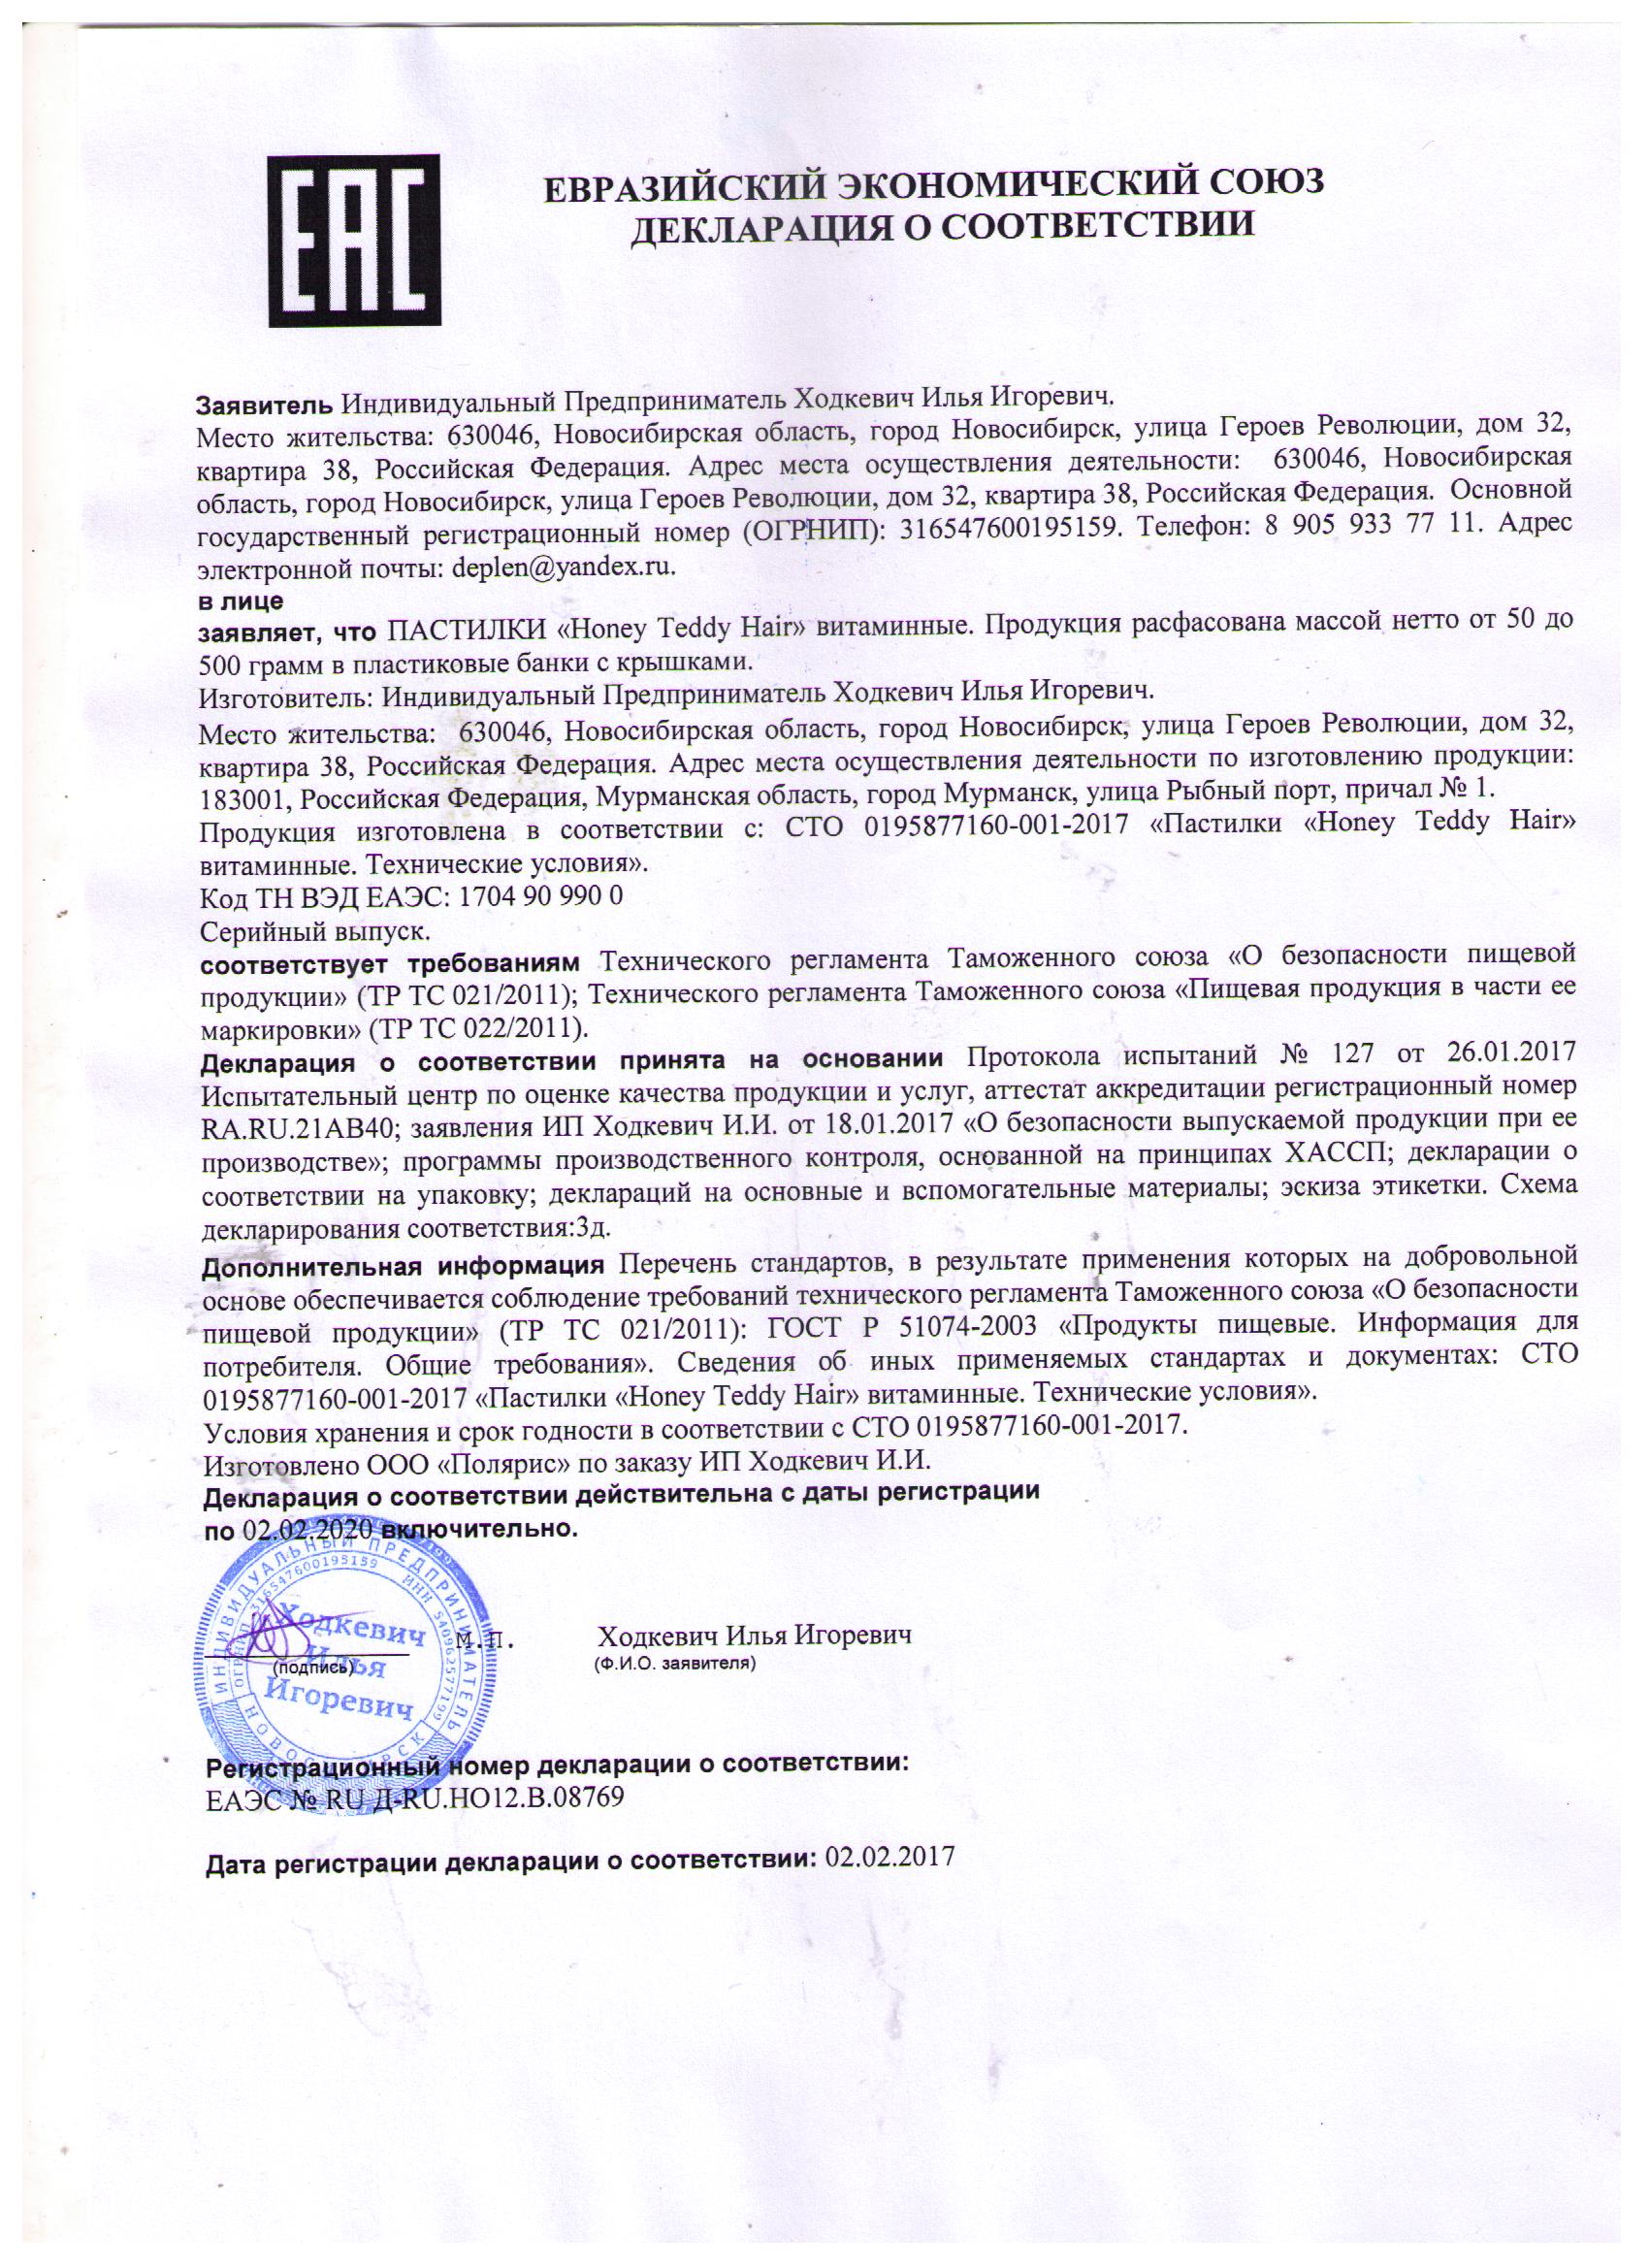 ЕАС
ЕВРАЗИЙСКИЙ ЭКОНОМИЧЕСКИЙ СОЮЗ
ДЕКЛАРАЦИЯ О СООТВЕТСТВИИ
Заявитель Индивидуальный Предприниматель Ходкевич Илья Игоревич.
Место жительства: 630046, Новосибирская область, город Новосибирск, улица Героев Революции, дом 32,
квартира 38, Российская Федерация. Адрес места осуществления деятельности: 630046, Новосибирская
область, город Новосибирск, улица Героев Революции, дом 32, квартира 38, Российская Федерация. Основной
государственный регистрационный номер (ОГРНИП): 316547600195159. Телефон: 8 905 933 77 11. Адрес
электронной почты: deplen@yandex.ru.
в лице
заявляет, что ПАСТИЛКИ «Honey Teddy Hair» витаминные. Продукция расфасована массой нетто от 50 до
500 грамм в пластиковые банки с крышками.
Изготовитель: Индивидуальный Предприниматель Ходкевич Илья Игоревич.
Место жительства: 630046, Новосибирская область, город Новосибирск, улица Героев Революции, дом 32,
квартира 38, Российская Федерация. Адрес места осуществления деятельности по изготовлению продукции:
183001, Российская Федерация, Мурманская область, город Мурманск, улица Рыбный порт, причал № 1.
Продукция изготовлена в соответствии с: СТО 0195877160-001-2017 «Пастилки «Honey Teddy Hair»
витаминные. Технические условия».
Код ТН ВЭД ЕАЭС: 1704 90 990 0
Серийный выпуск.
соответствует требованиям Технического регламента Таможенного союза «О безопасности пищевой
продукции» (ТР ТС 021/2011); Технического регламента Таможенного союза «Пищевая продукция в части ее
маркировки» (ТР ТС 022/2011).
Декларация о соответствии принята на основании Протокола испытаний № 127 от 26.01.2017
Испытательный центр по оценке качества продукции и услуг, аттестат аккредитации регистрационный номер
RA.RU.21АВ40; заявления ИП Ходкевич И.И. от 18.01.2017 «О безопасности выпускаемой продукции при ее
производстве»; программы производственного контроля, основанной на принципах ХАССП; декларации о
соответствии на упаковку; деклараций на основные и вспомогательные материалы; эскиза этикетки. Схема
декларирования соответствия:3д.
Дополнительная информация Перечень стандартов, в результате применения которых на добровольной
основе обеспечивается соблюдение требований технического регламента Таможенного союза «О безопасности
пищевой продукции» (ТР ТС 021/2011): ГОСТ Р 51074-2003 «Продукты пищевые. Информация для
потребителя. Общие требования». Сведения об иных применяемых стандартах и документах: СТО
0195877160-001-2017 «Пастилки «Honey Teddy Hair» витаминные. Технические условия».
Условия хранения и срок годности в соответствии с СТО 0195877160-001-2017.
Изготовлено ООО «Полярис» по заказу ИП Ходкевич И.И.
Декларация о соответствии действительна с даты регистрации
по 02.02.2020 включительно.
ИНДИВИДУАЛЬНЫЙ ПРЕДПРИНИМАТЕЛЬ
ОГРНИП 316547600195159 ИНН 540962577199
Ходкевич
Илья
Игоревич
НОВОСИБИРСК
М.П. Ходкевич Илья Игоревич
(подпись) (Ф.И.О. заявителя)
Регистрационный номер декларации о соответствии:
ЕАЭС № RU Д-RU.НО12.В.08769
Дата регистрации декларации о соответствии: 02.02.2017